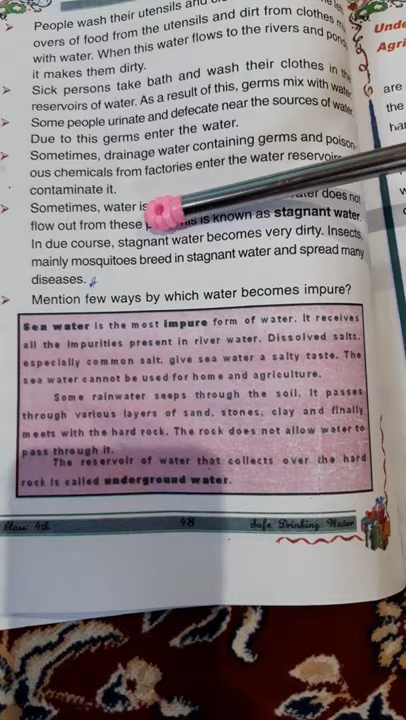 People wash their utensils and
overs of food from the utensils and dirt from clothes
with water. When this water flows to the rivers and
it makes them dirty.
Sick persons take bath and wash their clothes in the
reservoirs of water. As a result of this, germs mix with water
Some people urinate and defecate near the sources of water.
Due to this germs enter the water.
Sometimes, drainage water containing germs and poison
ous chemicals from factories enter the water
contaminate it.
Sometimes, water is water does not
flow out from these is known as stagnant water.
In due course, stagnant water becomes very dirty. Insects,
mainly mosquitoes breed in stagnant water and spread many
diseases.
Mention few ways by which water becomes impure?
Sea water is the most impure form of water. It receives
all the impurities present in river water. Dissolved salts,
especially common salt, give sea water a salty taste. The
sea water cannot be used for home and agriculture.
Some rainwater seeps through the soil. It passes
through various layers of sand, stones, clay and finally
meets with the hard rock. The rock does not allow water to
pass through it.
The reservoir of water that collects over the hard
rock is called underground water.
Class 4th 48 Safe Drinking Water
Unde
Agri
are
the
har